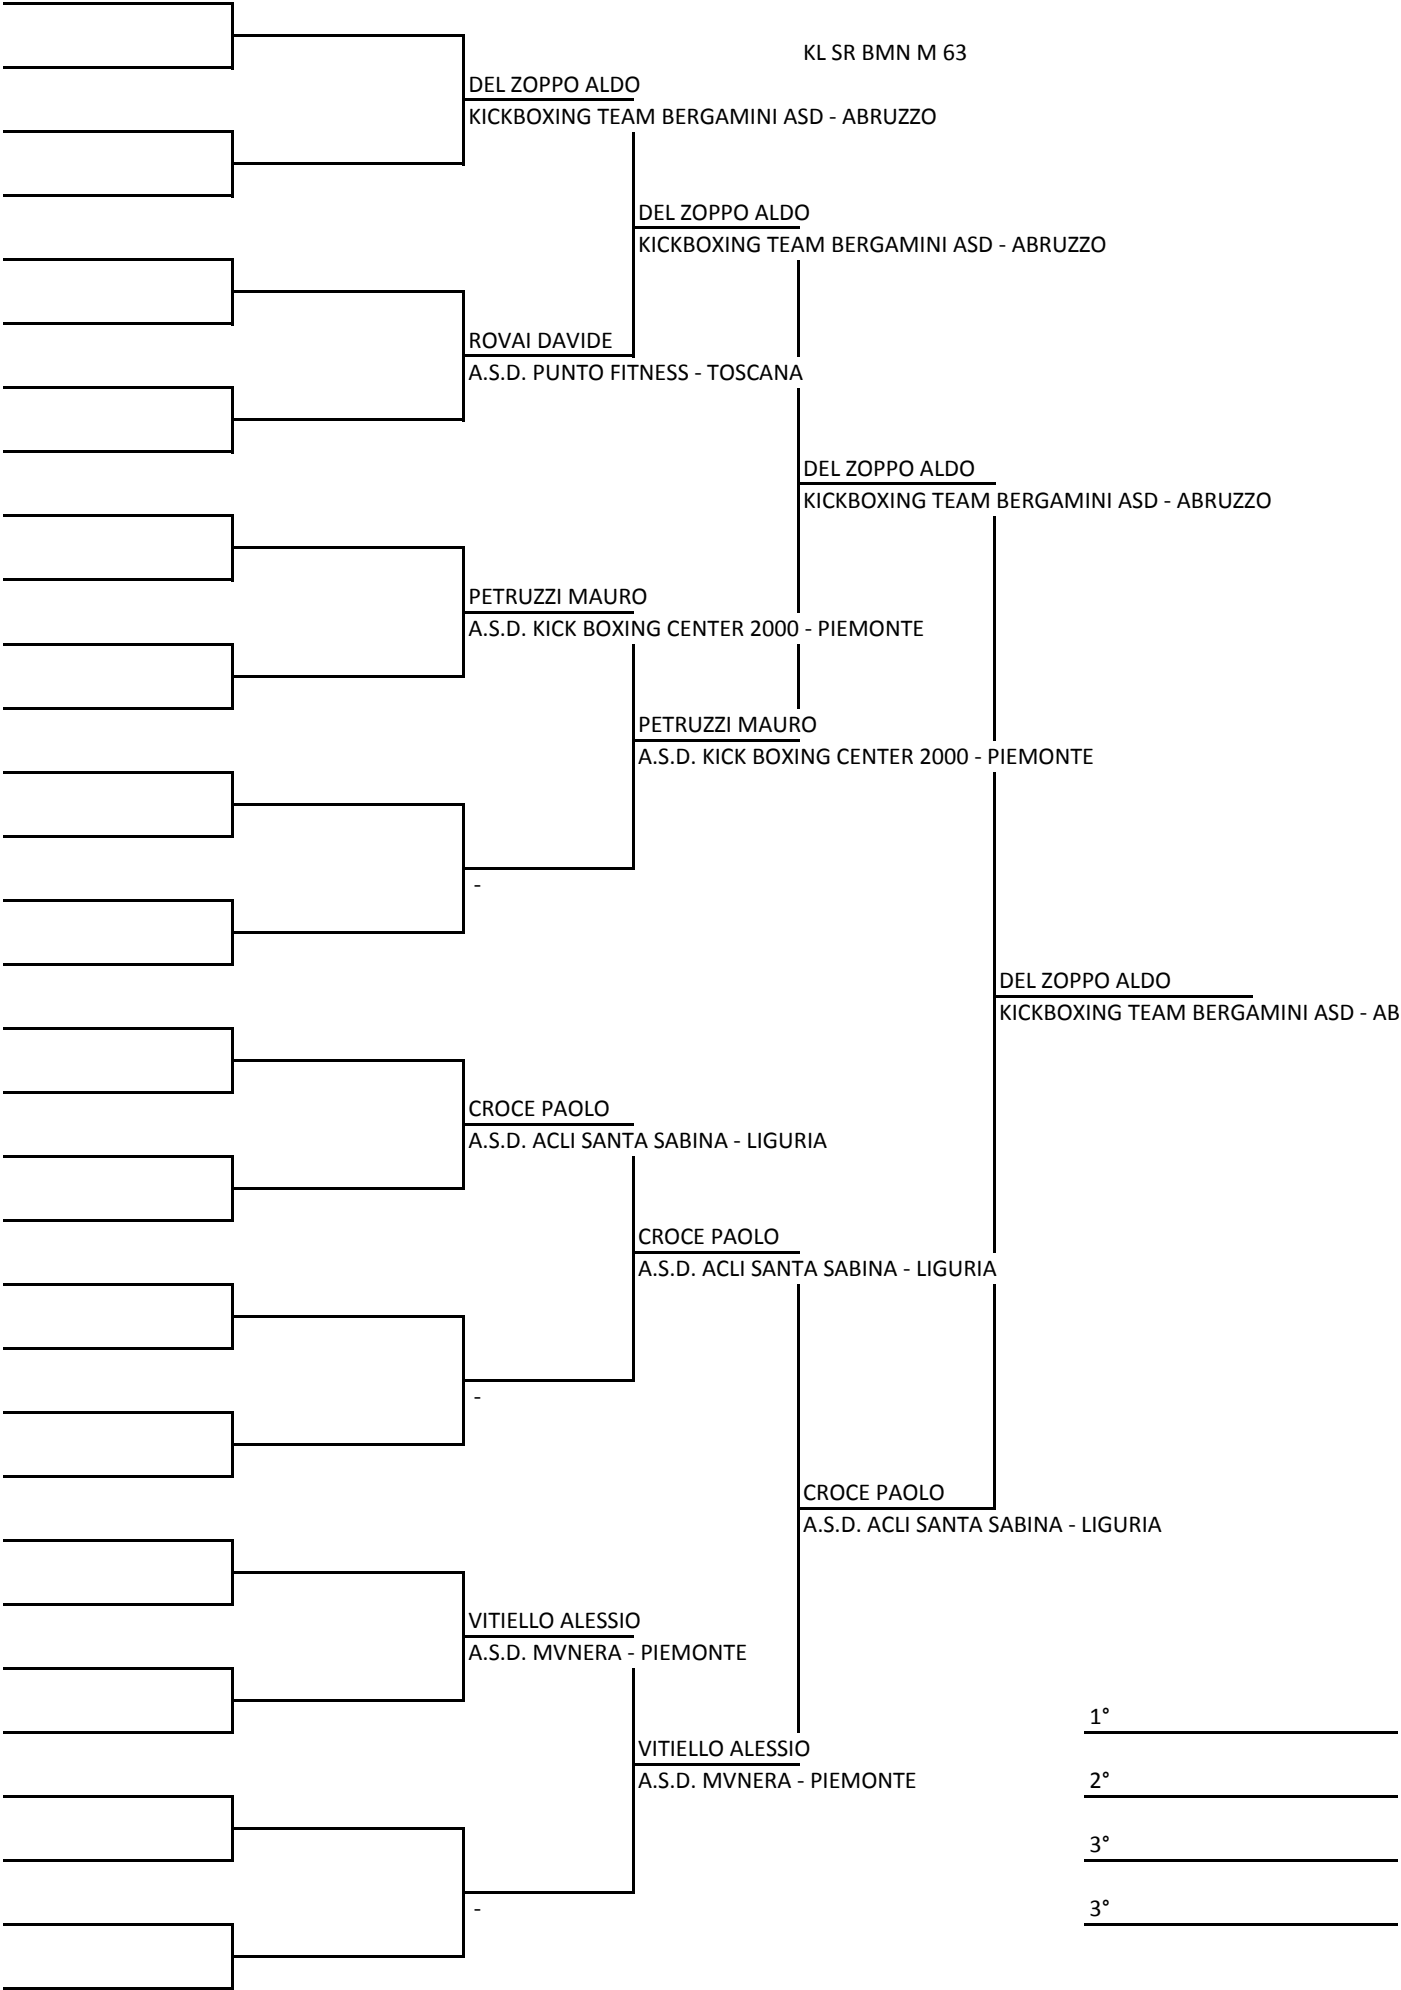 KL SR BMN M 63
DEL ZOPPO ALDO
KICKBOXING TEAM BERGAMINI ASD - ABRUZZO
DEL ZOPPO ALDO
KICKBOXING TEAM BERGAMINI ASD - ABRUZZO
ROVAI DAVIDE
A.S.D. PUNTO FITNESS - TOSCANA
DEL ZOPPO ALDO
KICKBOXING TEAM BERGAMINI ASD - ABRUZZO
PETRUZZI MAURO
A.S.D. KICK BOXING CENTER 2000 - PIEMONTE
PETRUZZI MAURO
A.S.D. KICK BOXING CENTER 2000 - PIEMONTE
-
DEL ZOPPO ALDO
KICKBOXING TEAM BERGAMINI ASD - AB
CROCE PAOLO
A.S.D. ACLI SANTA SABINA - LIGURIA
CROCE PAOLO
A.S.D. ACLI SANTA SABINA - LIGURIA
-
CROCE PAOLO
A.S.D. ACLI SANTA SABINA - LIGURIA
VITIELLO ALESSIO
A.S.D. MVNERA - PIEMONTE
1°
VITIELLO ALESSIO
A.S.D. MVNERA - PIEMONTE
2°
3°
-
3°